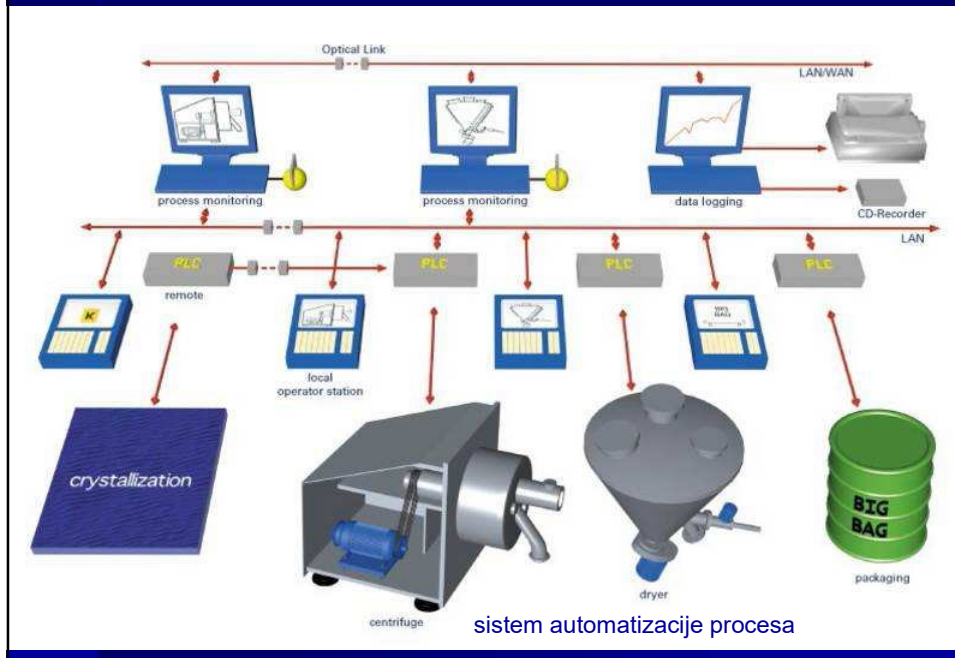 Optical Link
LAN/WAN
process monitoring
process monitoring
data logging
CD-Recorder
LAN
PLC
PLC
PLC
PLC
remote
K
BIG
BAG
local
operator station
crystallization
BIG
BAG
packaging
dryer
centrifuge
sistem automatizacije procesa